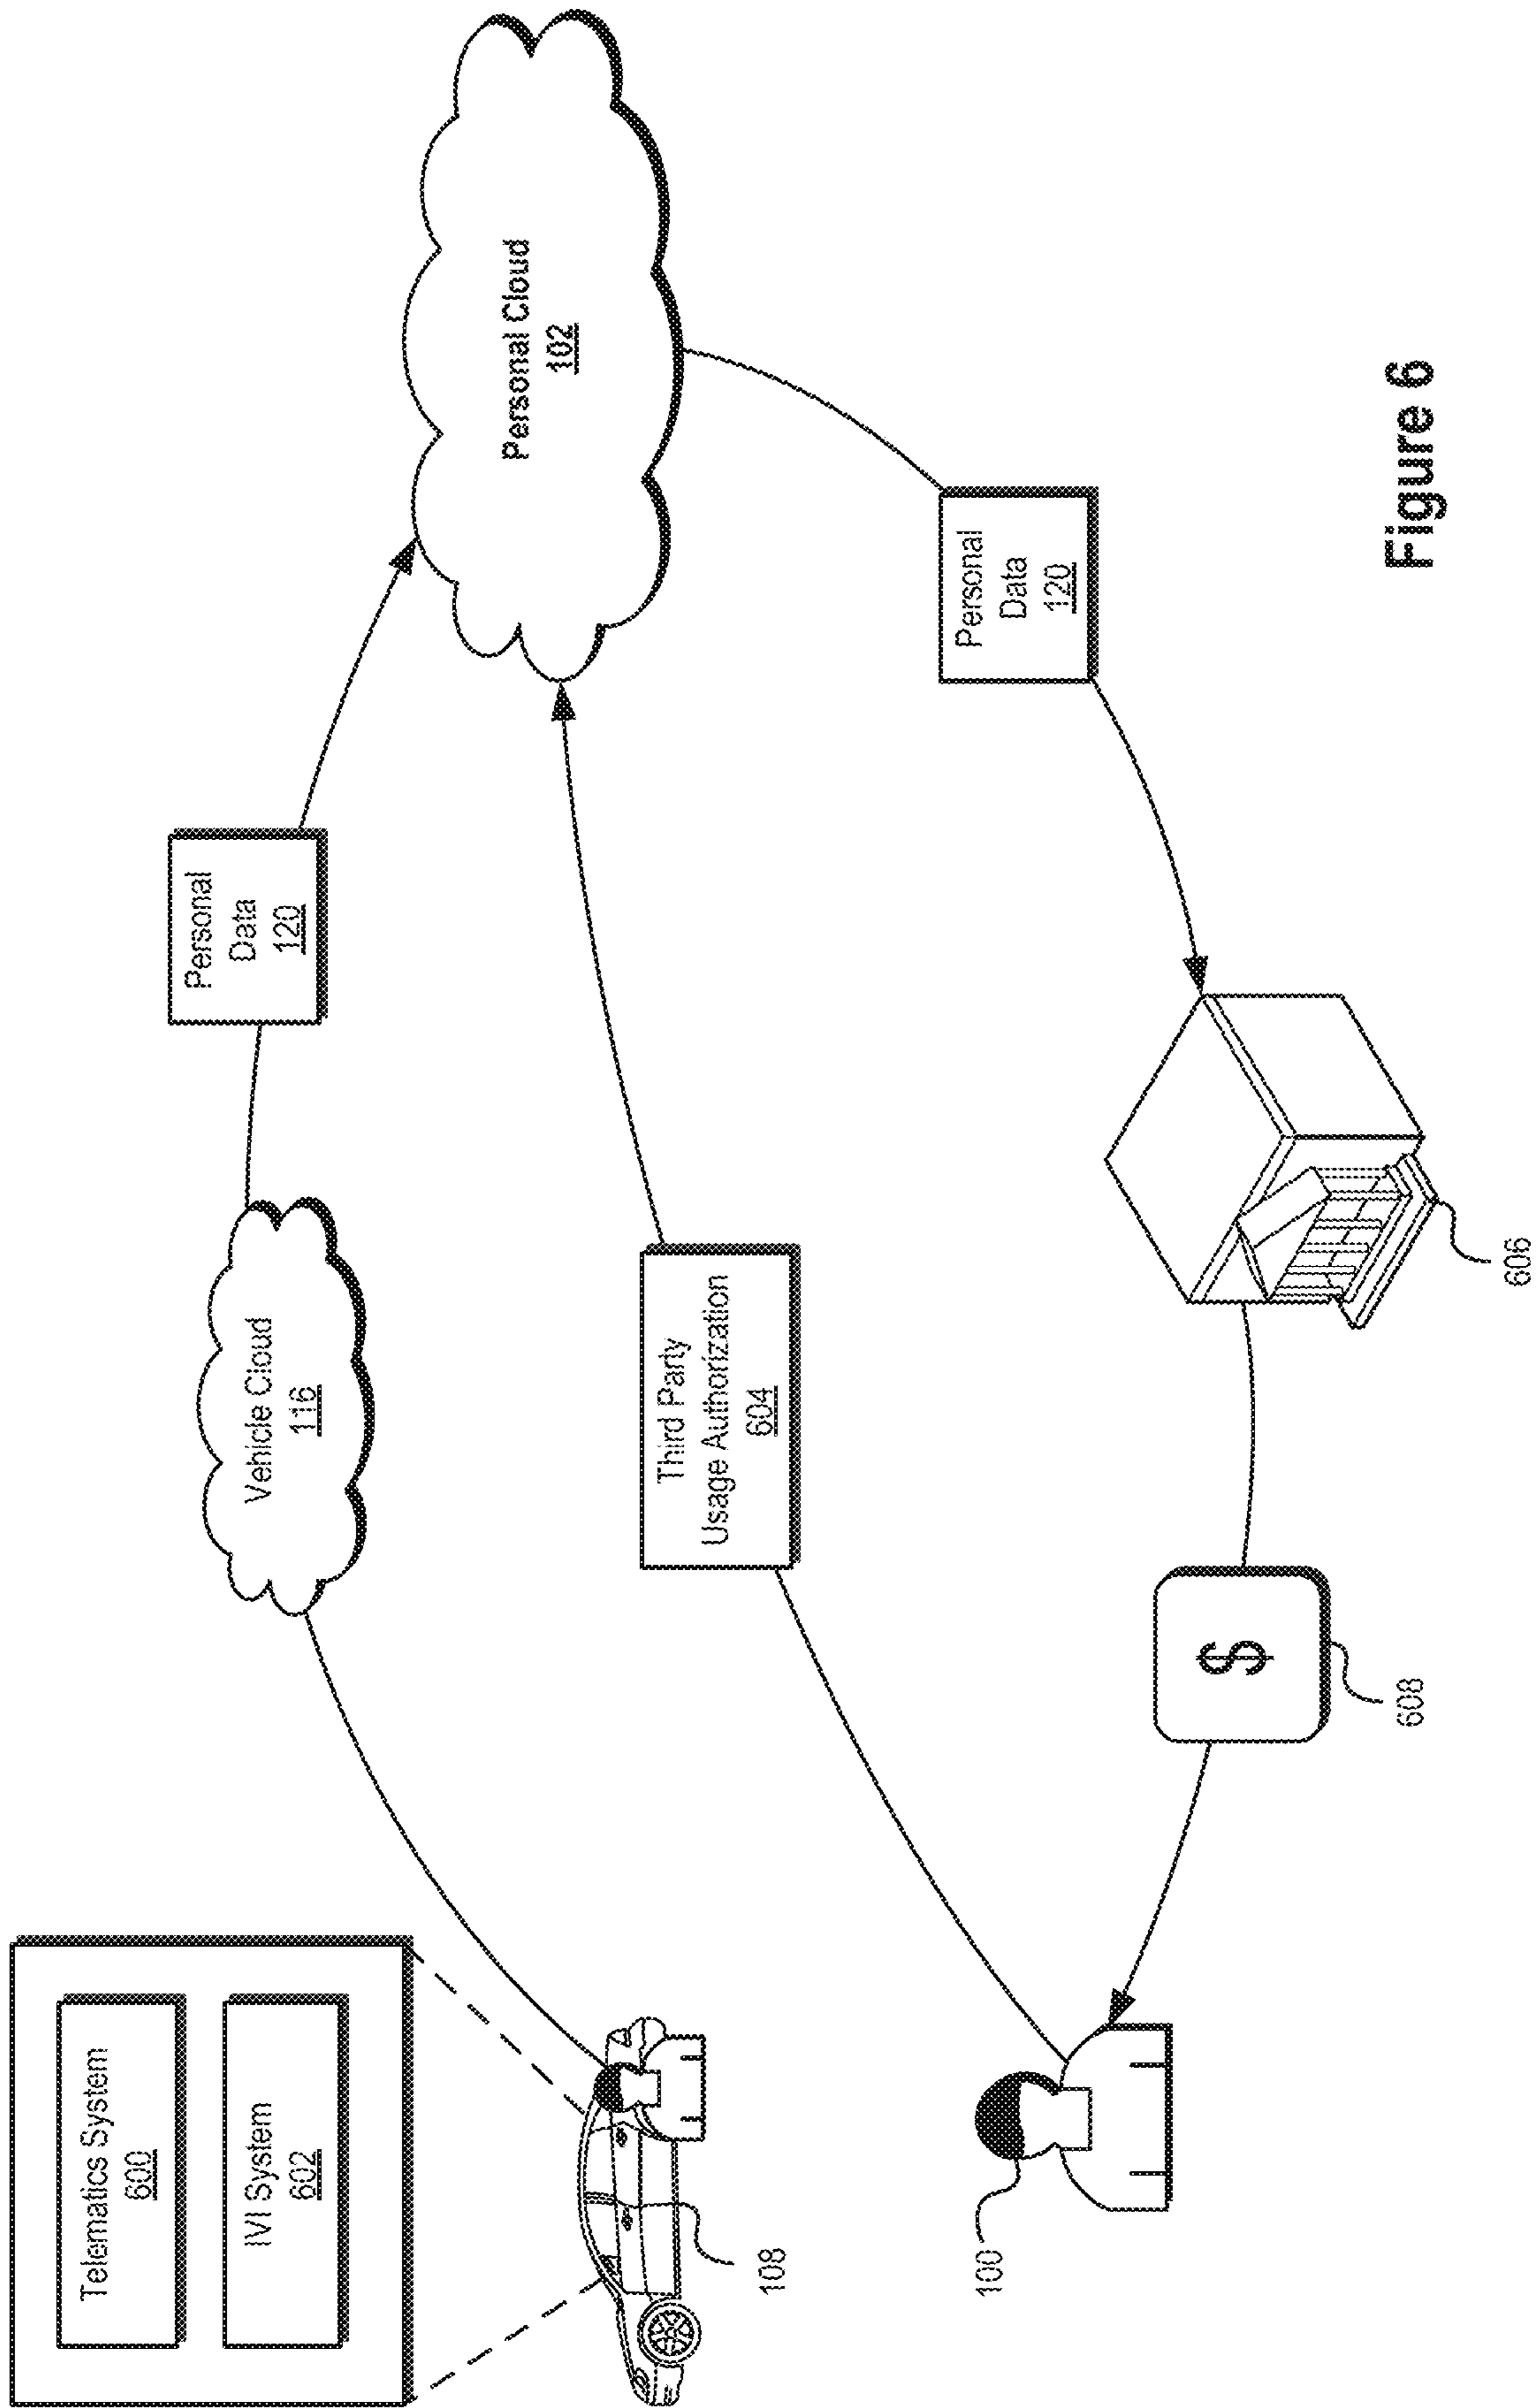 Telematics System
600
IVI System
602
108
Vehicle Cloud
116
Personal
Data
120
Personal Cloud
102
Third Party
Usage Authorization
604
100
$
608
606
Personal
Data
120
Figure 6